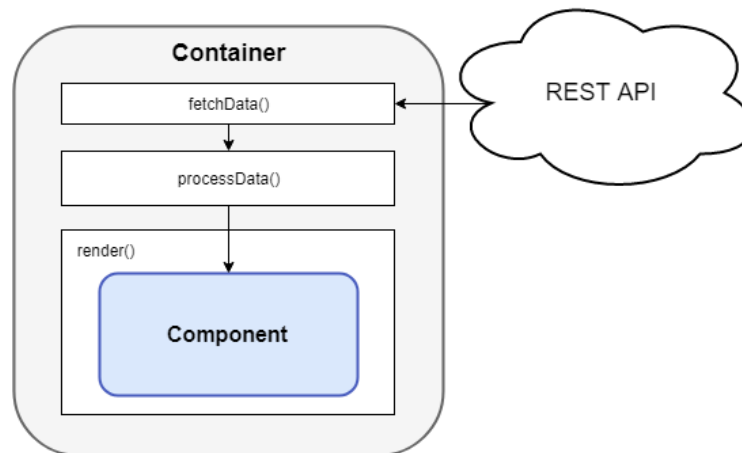 Container
fetchData()
REST API
processData()
render()
Component